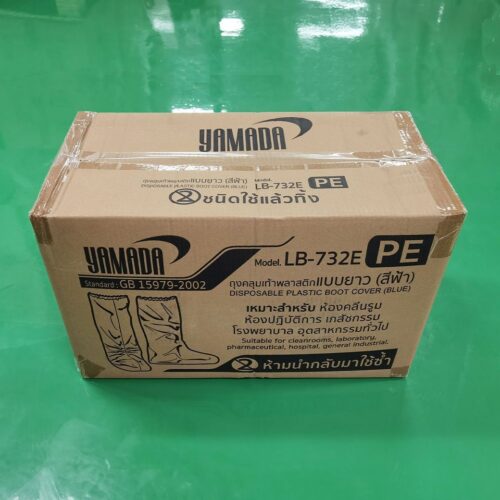 YAMADA
ถุงคลุมเท้าพลาสติกแบบยาว (สีฟ้า)
DISPOSABLE PLASTIC BOOT COVER (BLUE)
Model. LB-732E PE
ชนิดใช้แล้วทิ้ง
YAMADA
Standard : GB 15979-2002
Model. LB-732E PE
ถุงคลุมเท้าพลาสติกแบบยาว (สีฟ้า)
DISPOSABLE PLASTIC BOOT COVER (BLUE)
เหมาะสำหรับ ห้องคลีนรูม
ห้องปฏิบัติการ เภสัชกรรม
โรงพยาบาล อุตสาหกรรมทั่วไป
Suitable for cleanrooms, laboratory,
pharmaceutical, hospital, general industrial.
ห้ามนำกลับมาใช้ซ้ำ